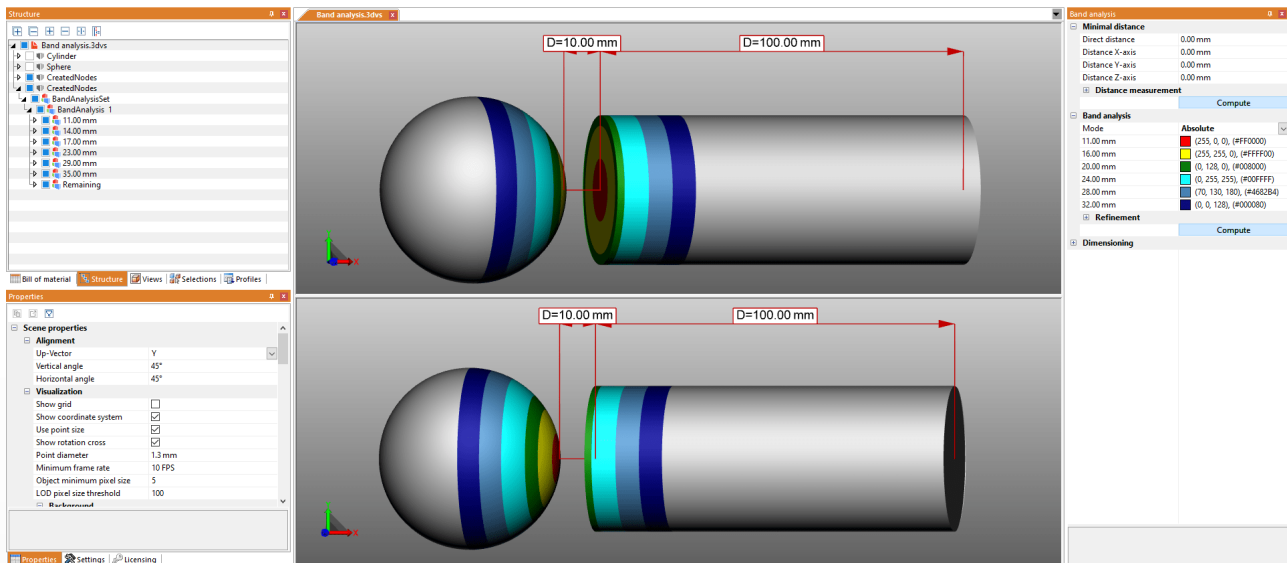 Structure
Band analysis.3dvs
Cylinder
Sphere
CreatedNodes
CreatedNodes
BandAnalysisSet
BandAnalysis 1
11.00 mm
14.00 mm
17.00 mm
23.00 mm
29.00 mm
35.00 mm
Remaining
Bill of material Structure Views Selections Profiles
Properties
Scene properties
Alignment
Up-Vector Y
Vertical angle 45°
Horizontal angle 45°
Visualization
Show grid
Show coordinate system
Use point size
Show rotation cross
Point diameter 1.3 mm
Minimum frame rate 10 FPS
Object minimum pixel size 5
LOD pixel size threshold 100
Background
Properties Settings Licensing
Band analysis.3dvs
D=10.00 mm D=100.00 mm
X
D=10.00 mm D=100.00 mm
X
Band analysis
Minimal distance
Direct distance 0.00 mm
Distance X-axis 0.00 mm
Distance Y-axis 0.00 mm
Distance Z-axis 0.00 mm
Distance measurement
Compute
Band analysis
Mode Absolute
11.00 mm (255, 0, 0), (#FF0000)
16.00 mm (255, 255, 0), (#FFFF00)
20.00 mm (0, 128, 0), (#008000)
24.00 mm (0, 255, 255), (#00FFFF)
28.00 mm (70, 130, 180), (#4682B4)
32.00 mm (0, 0, 128), (#000080)
Refinement
Compute
Dimensioning